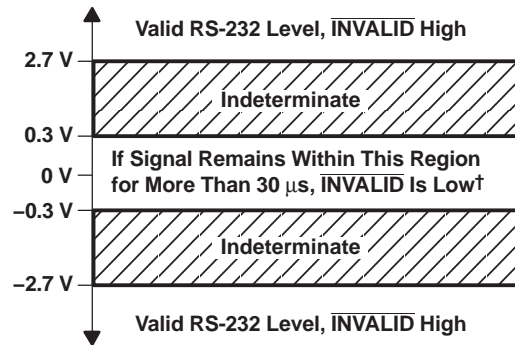 Valid RS-232 Level, INVALID High
2.7 V
Indeterminate
0.3 V
If Signal Remains Within This Region
0 V
for More Than 30 μs, INVALID Is Low†
−0.3 V
Indeterminate
−2.7 V
Valid RS-232 Level, INVALID High